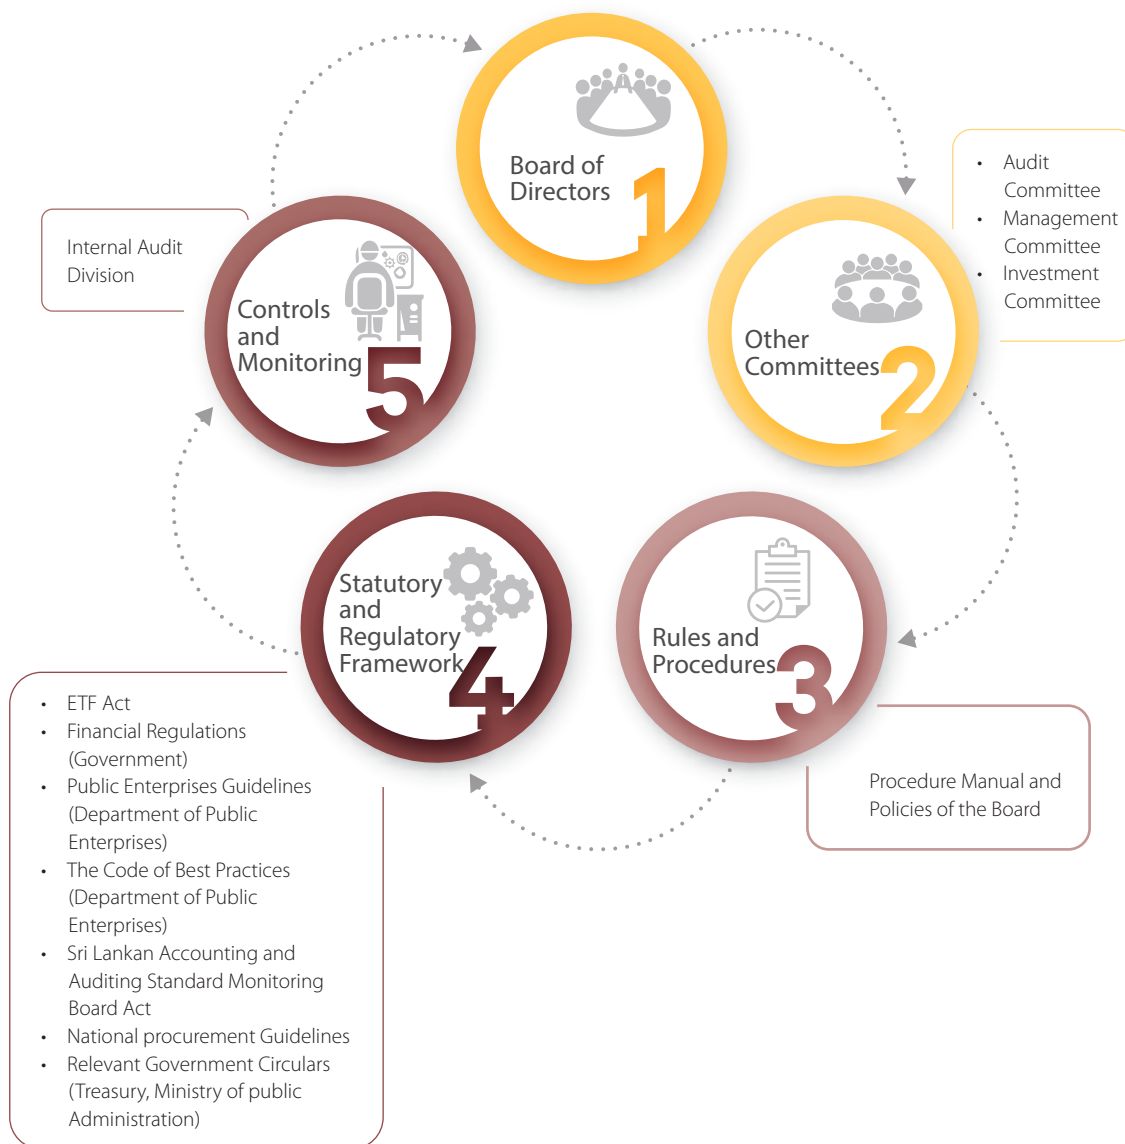 Board of
Directors
1
• Audit
Committee
• Management
Committee
• Investment
Committee
Other
Committees
2
Rules and
Procedures
3
Procedure Manual and
Policies of the Board
Statutory
and
Regulatory
Framework
4
• ETF Act
• Financial Regulations
(Government)
• Public Enterprises Guidelines
(Department of Public
Enterprises)
• The Code of Best Practices
(Department of Public
Enterprises)
• Sri Lankan Accounting and
Auditing Standard Monitoring
Board Act
• National procurement Guidelines
• Relevant Government Circulars
(Treasury, Ministry of public
Administration)
Controls
and
Monitoring
5
Internal Audit
Division